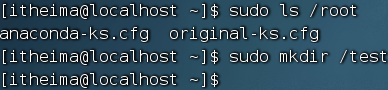 [itheima@localhost ~]$ sudo ls /root
anaconda-ks.cfg  original-ks.cfg
[itheima@localhost ~]$ sudo mkdir /test
[itheima@localhost ~]$